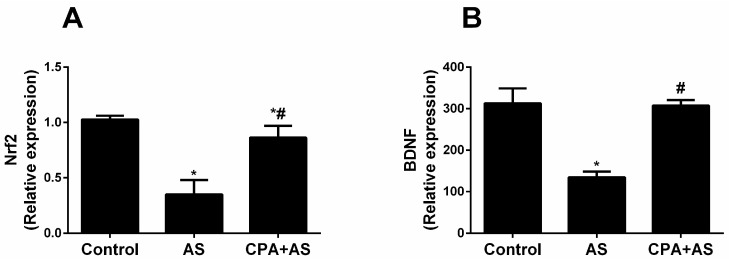 A
Nrf2
(Relative expression)
1.5
1.0
0.5
0.0
*
*#
Control
AS
CPA+AS
B
BDNF
(Relative expression)
400
300
200
100
0
*
#
Control
AS
CPA+AS